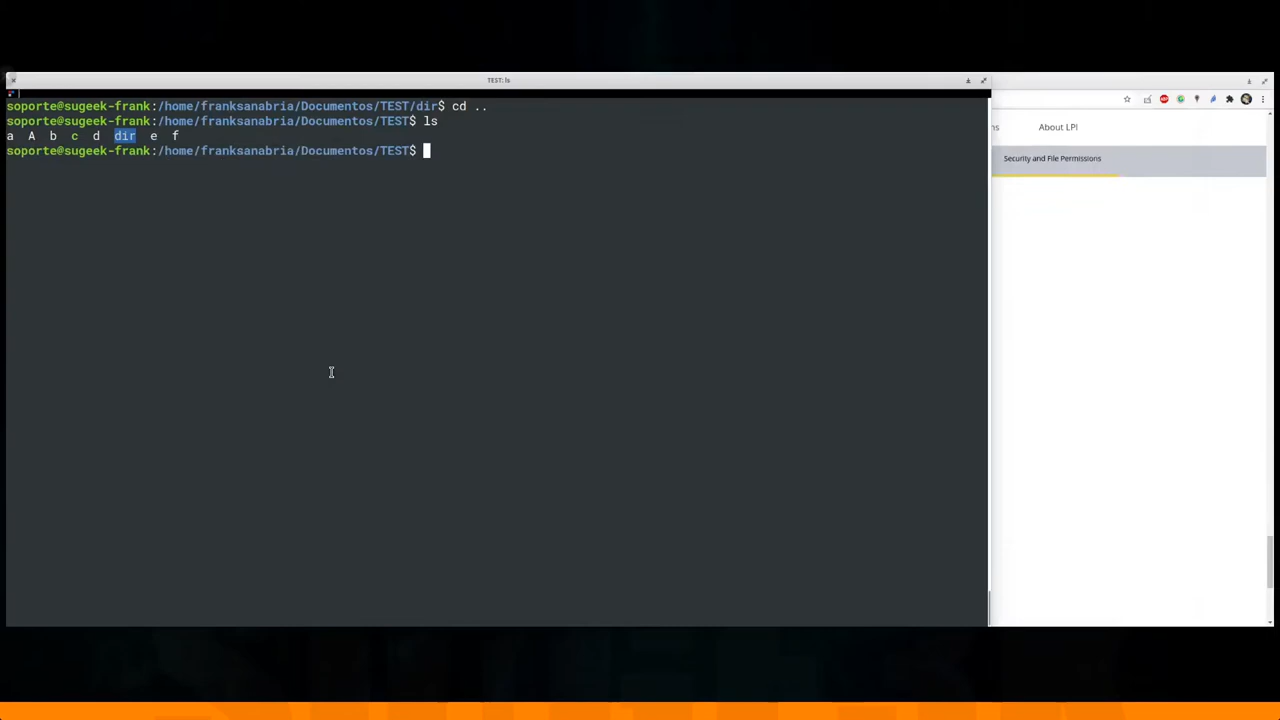 TEST: ls
soporte@sugeek-frank:/home/franksanabria/Documentos/TEST/dir$ cd ..
soporte@sugeek-frank:/home/franksanabria/Documentos/TEST$ ls
a A b c d dir e f
soporte@sugeek-frank:/home/franksanabria/Documentos/TEST$
ns About LPI
Security and File Permissions